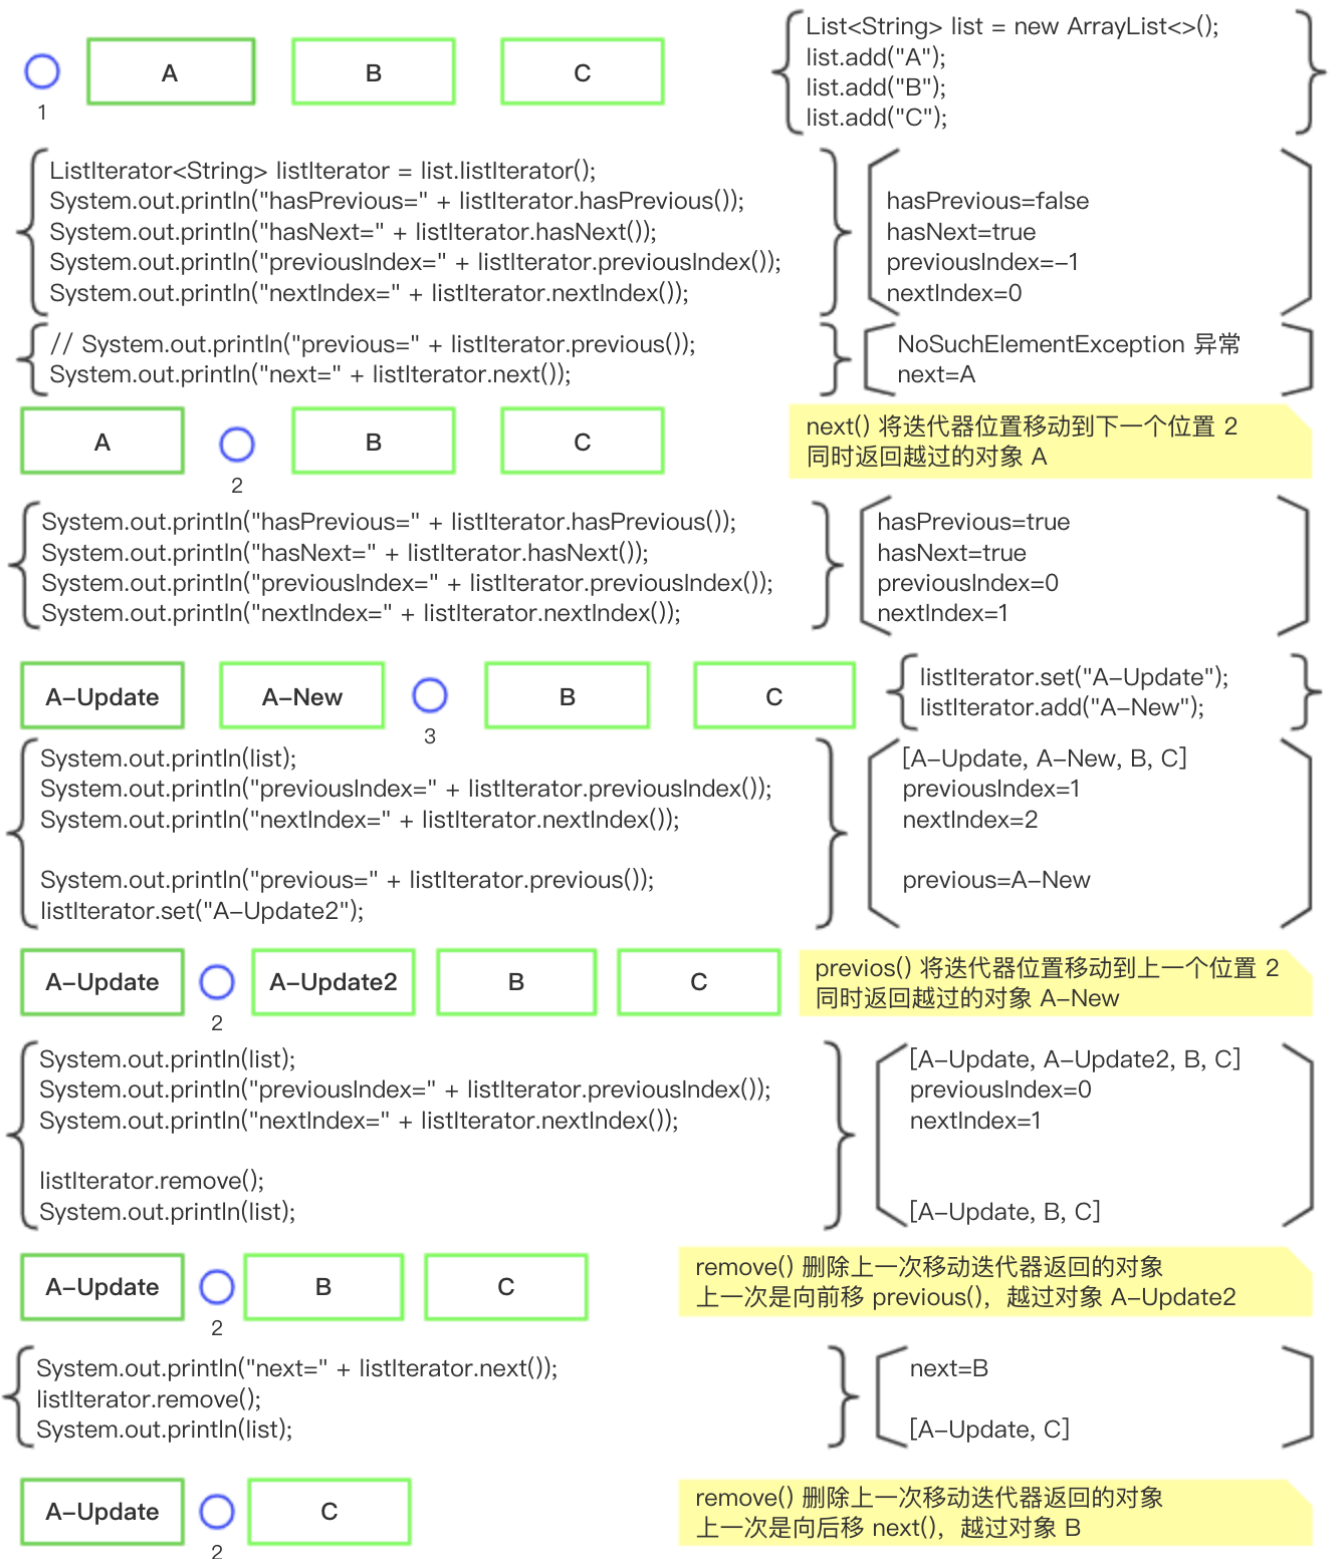 A B C
1
List<String> list = new ArrayList<>();
list.add("A");
list.add("B");
list.add("C");
ListIterator<String> listIterator = list.listIterator();
System.out.println("hasPrevious=" + listIterator.hasPrevious());
System.out.println("hasNext=" + listIterator.hasNext());
System.out.println("previousIndex=" + listIterator.previousIndex());
System.out.println("nextIndex=" + listIterator.nextIndex());
hasPrevious=false
hasNext=true
previousIndex=-1
nextIndex=0
// System.out.println("previous=" + listIterator.previous());
System.out.println("next=" + listIterator.next());
NoSuchElementException 异常
next=A
A B C
2
next() 将迭代器位置移动到下一个位置 2
同时返回越过的对象 A
System.out.println("hasPrevious=" + listIterator.hasPrevious());
System.out.println("hasNext=" + listIterator.hasNext());
System.out.println("previousIndex=" + listIterator.previousIndex());
System.out.println("nextIndex=" + listIterator.nextIndex());
hasPrevious=true
hasNext=true
previousIndex=0
nextIndex=1
A-Update A-New B C
3
listIterator.set("A-Update");
listIterator.add("A-New");
System.out.println(list);
System.out.println("previousIndex=" + listIterator.previousIndex());
System.out.println("nextIndex=" + listIterator.nextIndex());
System.out.println("previous=" + listIterator.previous());
listIterator.set("A-Update2");
[A-Update, A-New, B, C]
previousIndex=1
nextIndex=2
previous=A-New
A-Update A-Update2 B C
2
previos() 将迭代器位置移动到上一个位置 2
同时返回越过的对象 A-New
System.out.println(list);
System.out.println("previousIndex=" + listIterator.previousIndex());
System.out.println("nextIndex=" + listIterator.nextIndex());
listIterator.remove();
System.out.println(list);
[A-Update, A-Update2, B, C]
previousIndex=0
nextIndex=1
[A-Update, B, C]
A-Update B C
2
remove() 删除上一次移动迭代器返回的对象
上一次是向前移 previous()，越过对象 A-Update2
System.out.println("next=" + listIterator.next());
listIterator.remove();
System.out.println(list);
next=B
[A-Update, C]
A-Update C
2
remove() 删除上一次移动迭代器返回的对象
上一次是向后移 next()，越过对象 B